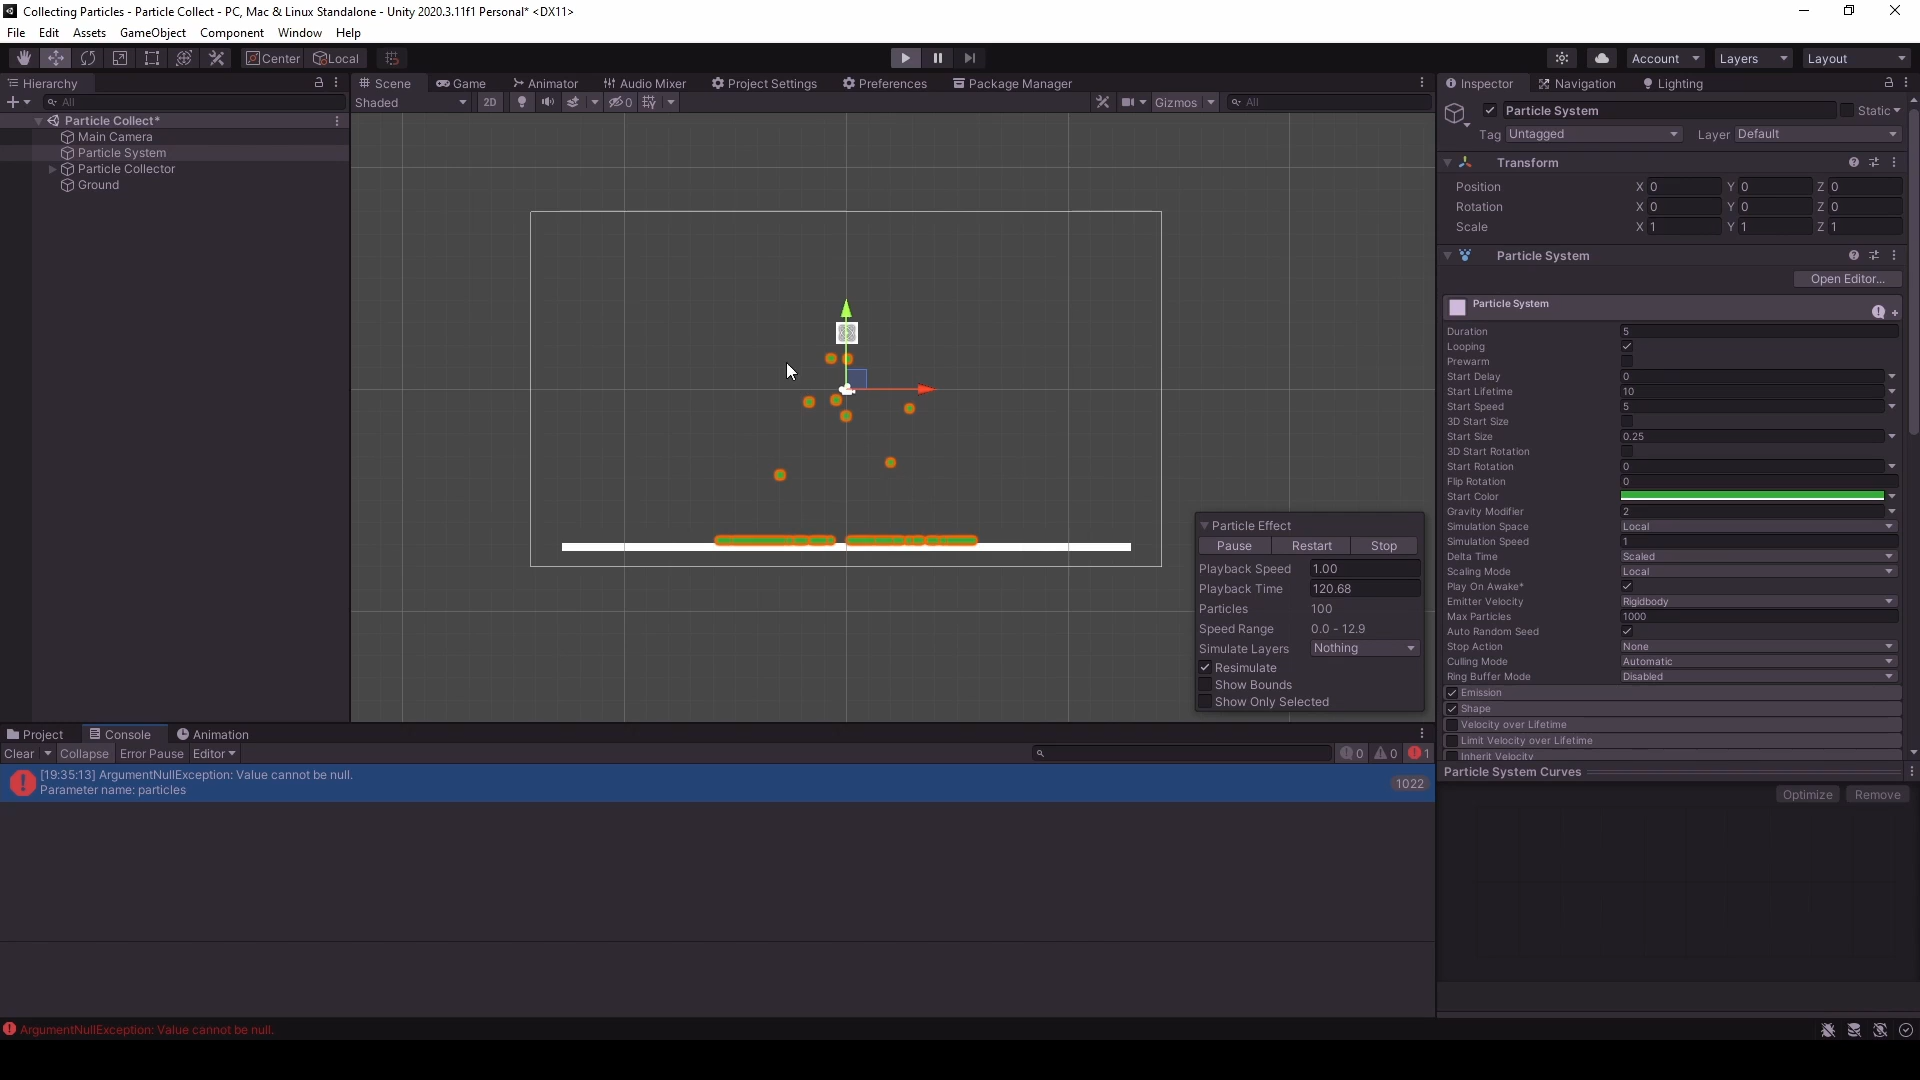 Collecting Particles - Particle Collect - PC, Mac & Linux Standalone - Unity 2020.3.11f1 Personal* <DX11>
File Edit Assets GameObject Component Window Help
Center Local Account Layers Layout
Hierarchy
All
Particle Collect*
Main Camera
Particle System
Particle Collector
Ground
Scene Game Animator Audio Mixer Project Settings Preferences Package Manager
Shaded 2D 0 Gizmos All
Particle Effect
Pause Restart Stop
Playback Speed 1.00
Playback Time 120.68
Particles 100
Speed Range 0.0 - 12.9
Simulate Layers Nothing
Resimulate
Show Bounds
Show Only Selected
Inspector Navigation Lighting
Particle System Static
Tag Untagged Layer Default
Transform
Position X 0 Y 0 Z 0
Rotation X 0 Y 0 Z 0
Scale X 1 Y 1 Z 1
Particle System
Open Editor...
Particle System
Duration 5
Looping
Prewarm
Start Delay 0
Start Lifetime 10
Start Speed 5
3D Start Size
Start Size 0.25
3D Start Rotation
Start Rotation 0
Flip Rotation 0
Start Color
Gravity Modifier 2
Simulation Space Local
Simulation Speed 1
Delta Time Scaled
Scaling Mode Local
Play On Awake*
Emitter Velocity Rigidbody
Max Particles 1000
Auto Random Seed
Stop Action None
Culling Mode Automatic
Ring Buffer Mode Disabled
Emission
Shape
Velocity over Lifetime
Limit Velocity over Lifetime
Inherit Velocity
Particle System Curves
Optimize Remove
Project Console Animation
Clear Collapse Error Pause Editor 0 0 1
[19:35:13] ArgumentNullException: Value cannot be null.
Parameter name: particles
1022
ArgumentNullException: Value cannot be null.